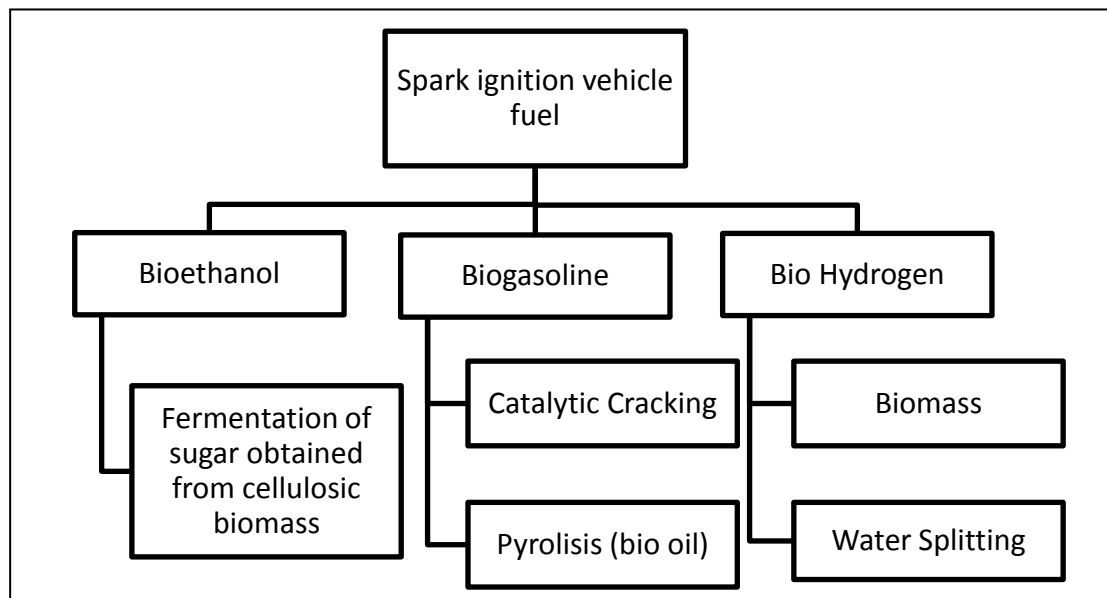 Spark ignition vehicle
fuel
Bioethanol
Biogasoline
Bio Hydrogen
Fermentation of
sugar obtained
from cellulosic
biomass
Catalytic Cracking
Pyrolisis (bio oil)
Biomass
Water Splitting